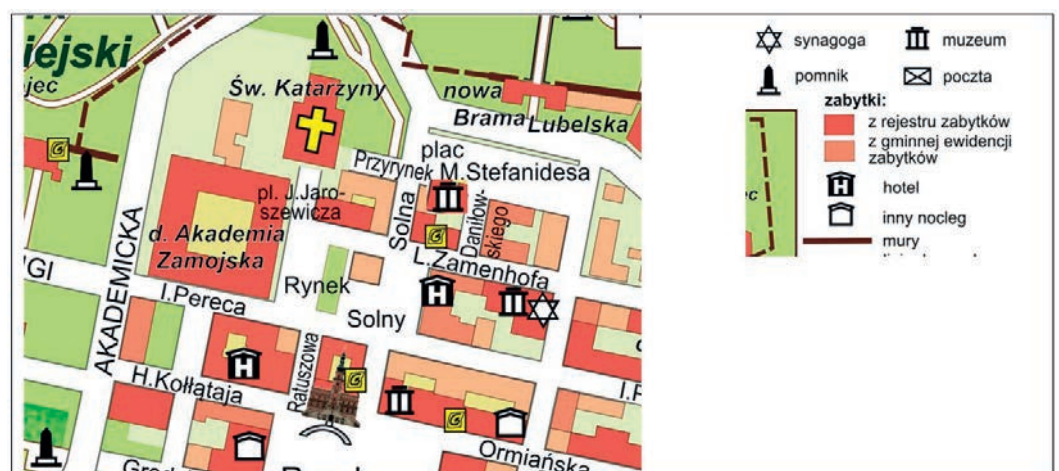 iejski
jec
Św. Katarzyny
nowa
Brama Lubelska
plac
M.Stefanidesa
Przyrynek
pl. J.Jaro-
szewicza
Solna
Daniłow-
skiego
d. Akademia
Zamojska
AKADEMICKA
L.Zamenhofa
Rynek
Solny
I.Pereca
H.Kołłątaja
Ratuszowa
Ormiańska
synagoga
muzeum
pomnik
poczta
zabytki:
z rejestru zabytków
z gminnej ewidencji
zabytków
H hotel
inny nocleg
mury
H
H